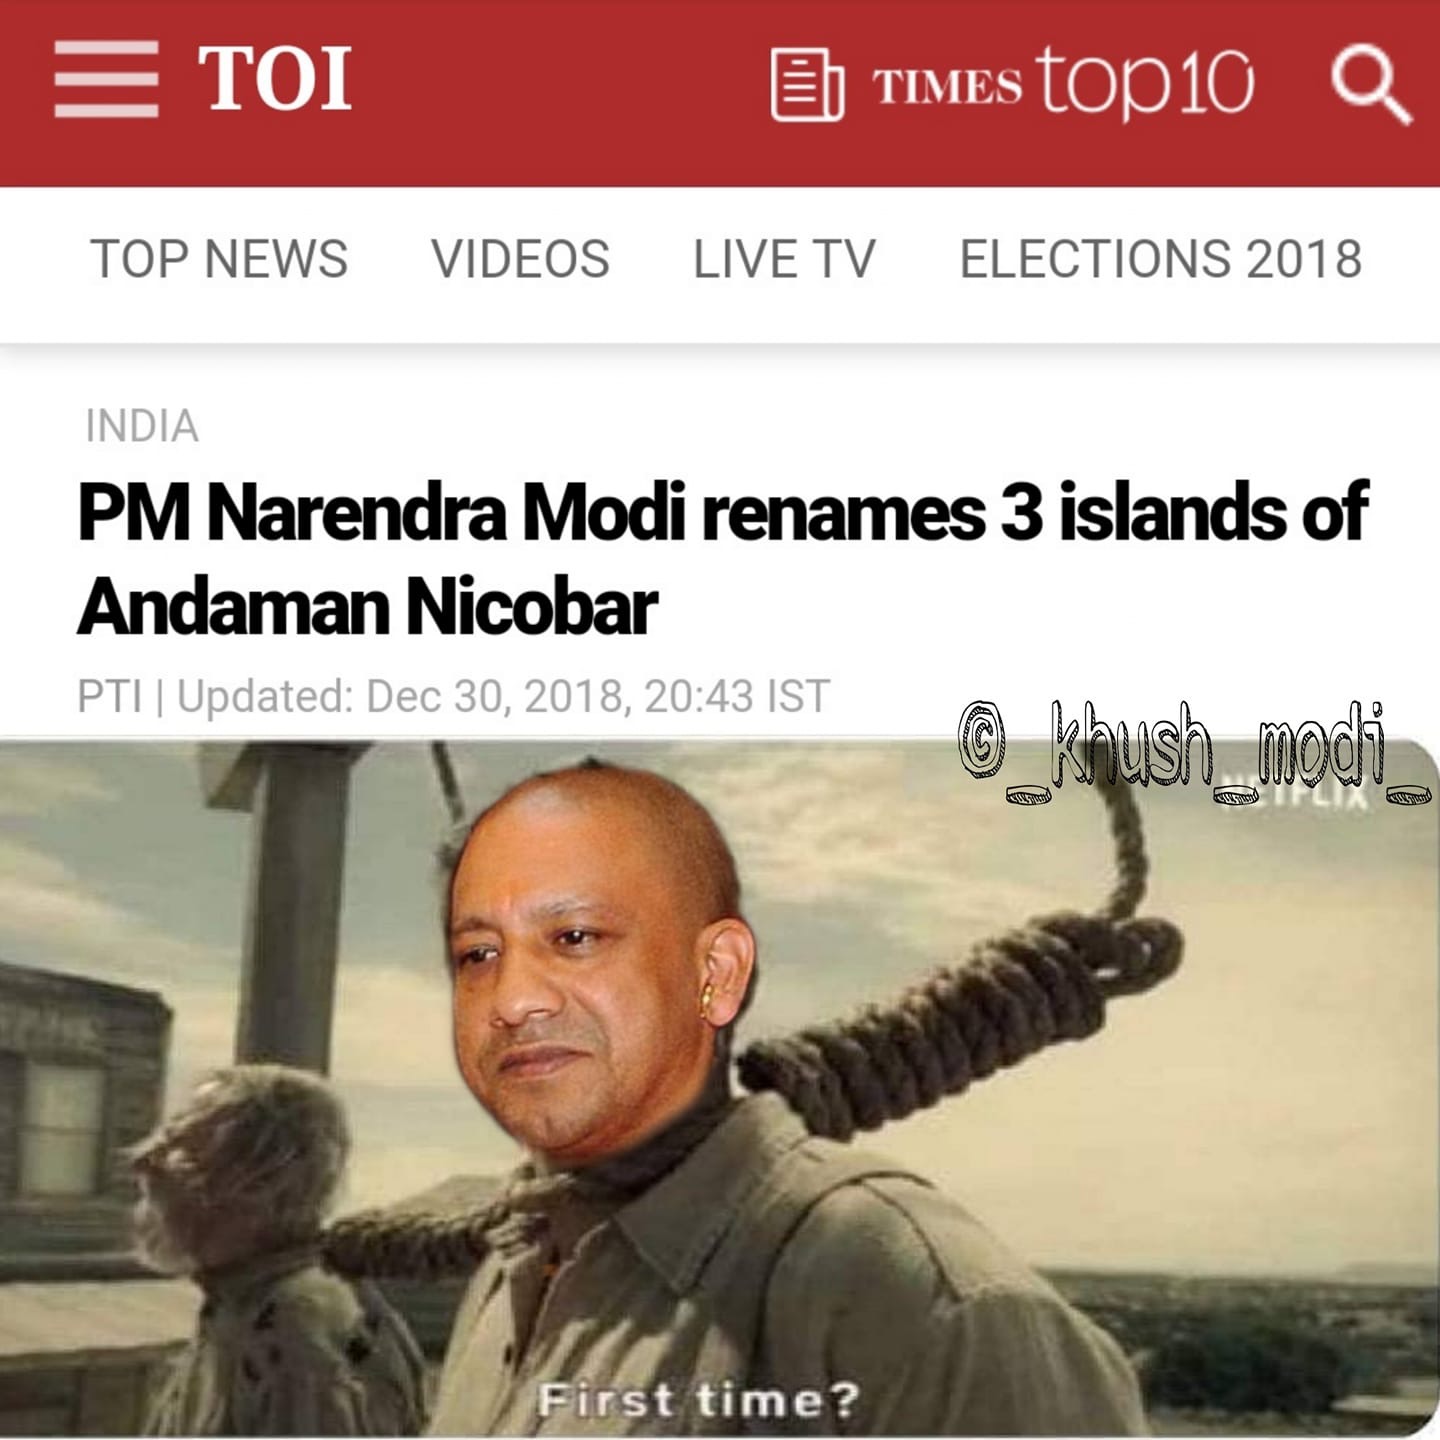 TOI TIMES top10
TOP NEWS VIDEOS LIVE TV ELECTIONS 2018
INDIA
PM Narendra Modi renames 3 islands of
Andaman Nicobar
PTI | Updated: Dec 30, 2018, 20:43 IST
©_khush_modi_
NETFLIX
First time?